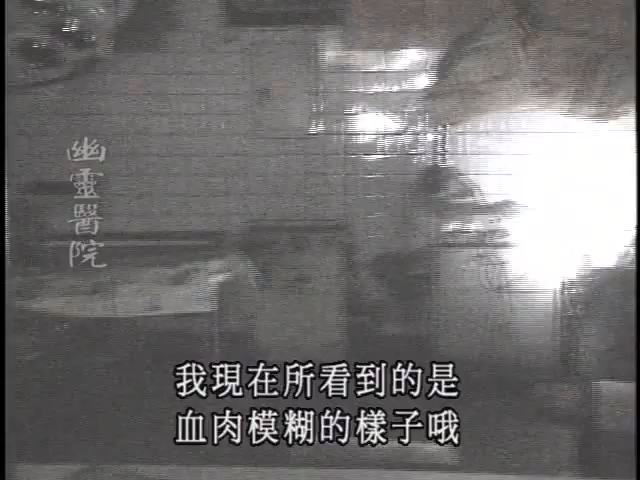 幽靈醫院
我現在所看到的是
血肉模糊的樣子哦